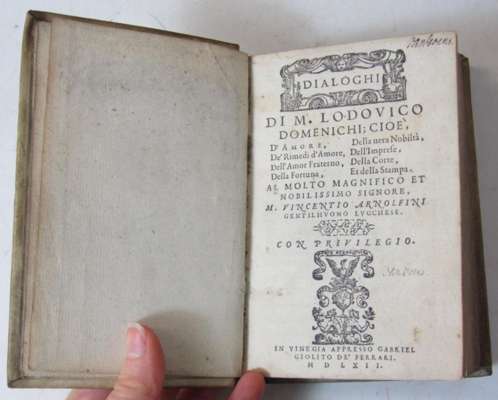 DIALOGHI
DI M. LODOVICO
DOMENICHI; CIOE',
D'AMORE,
De' Rimedi d'Amore,
Dell'Amor Fraterno,
Della Fortuna,
Della vera Nobiltà,
Dell'Imprese,
Della Corte,
Et della Stampa.
AL MOLTO MAGNIFICO ET
NOBILISSIMO SIGNORE,
M. VINCENTIO ARNOLFINI
GENTILHVOMO LVCCHESE.
CON PRIVILEGIO.
IN VINEGIA APPRESSO GABRIEL
GIOLITO DE' FERRARI.
M D LXII.